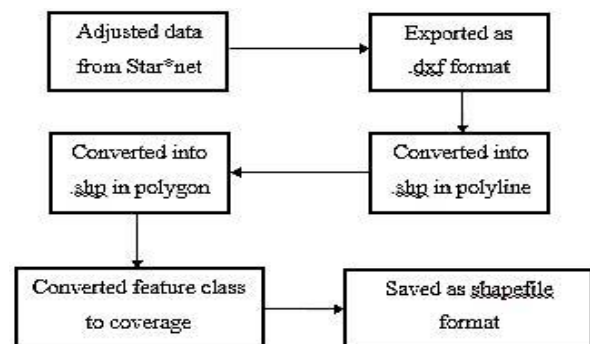 Adjusted data
from Star*net
Exported as
.dxf format
Converted into
.shp in polygon
Converted into
.shp in polyline
Converted feature class
to coverage
Saved as shapefile
format